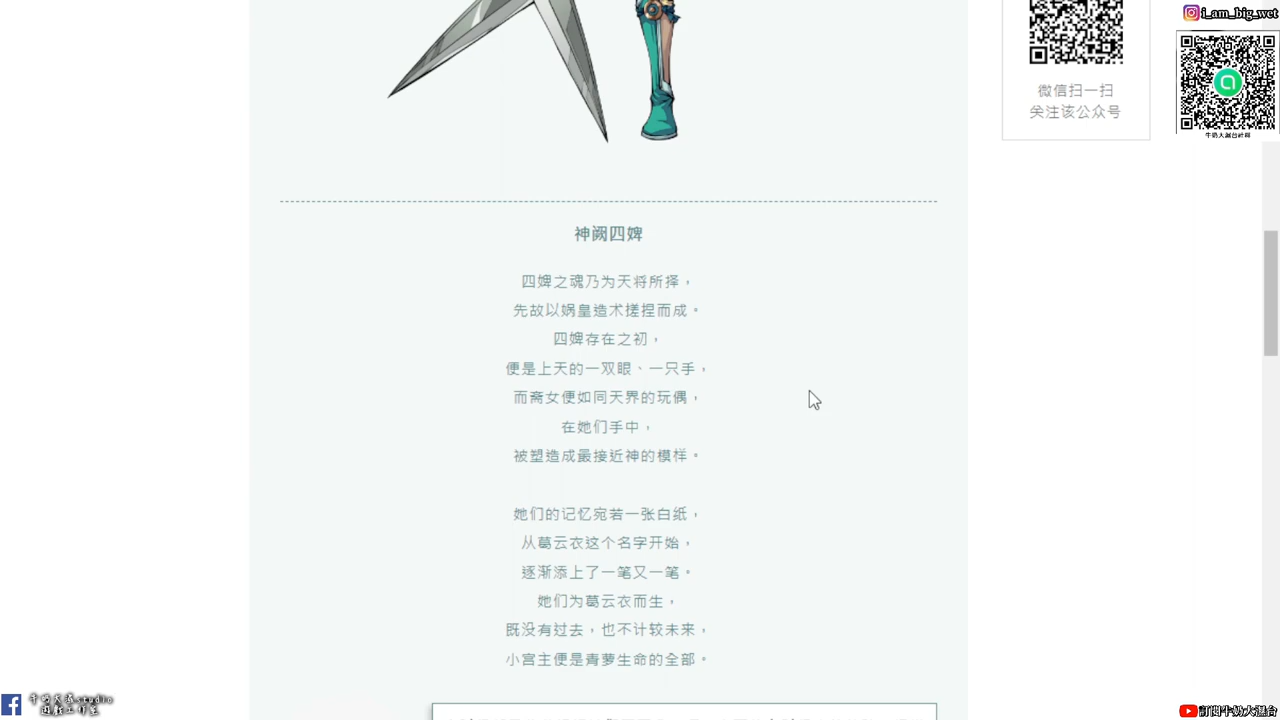 i_am_big_wet
微信扫一扫
关注该公众号
神阙四婢
四婢之魂乃为天将所择，
先故以娲皇造术搓捏而成。
四婢存在之初，
便是上天的一双眼、一只手，
而斋女便如同天界的玩偶，
在她们手中，
被塑造成最接近神的模样。
她们的记忆宛若一张白纸，
从葛云衣这个名字开始，
逐渐添上了一笔又一笔。
她们为葛云衣而生，
既没有过去，也不计较未来，
小宫主便是青萝生命的全部。